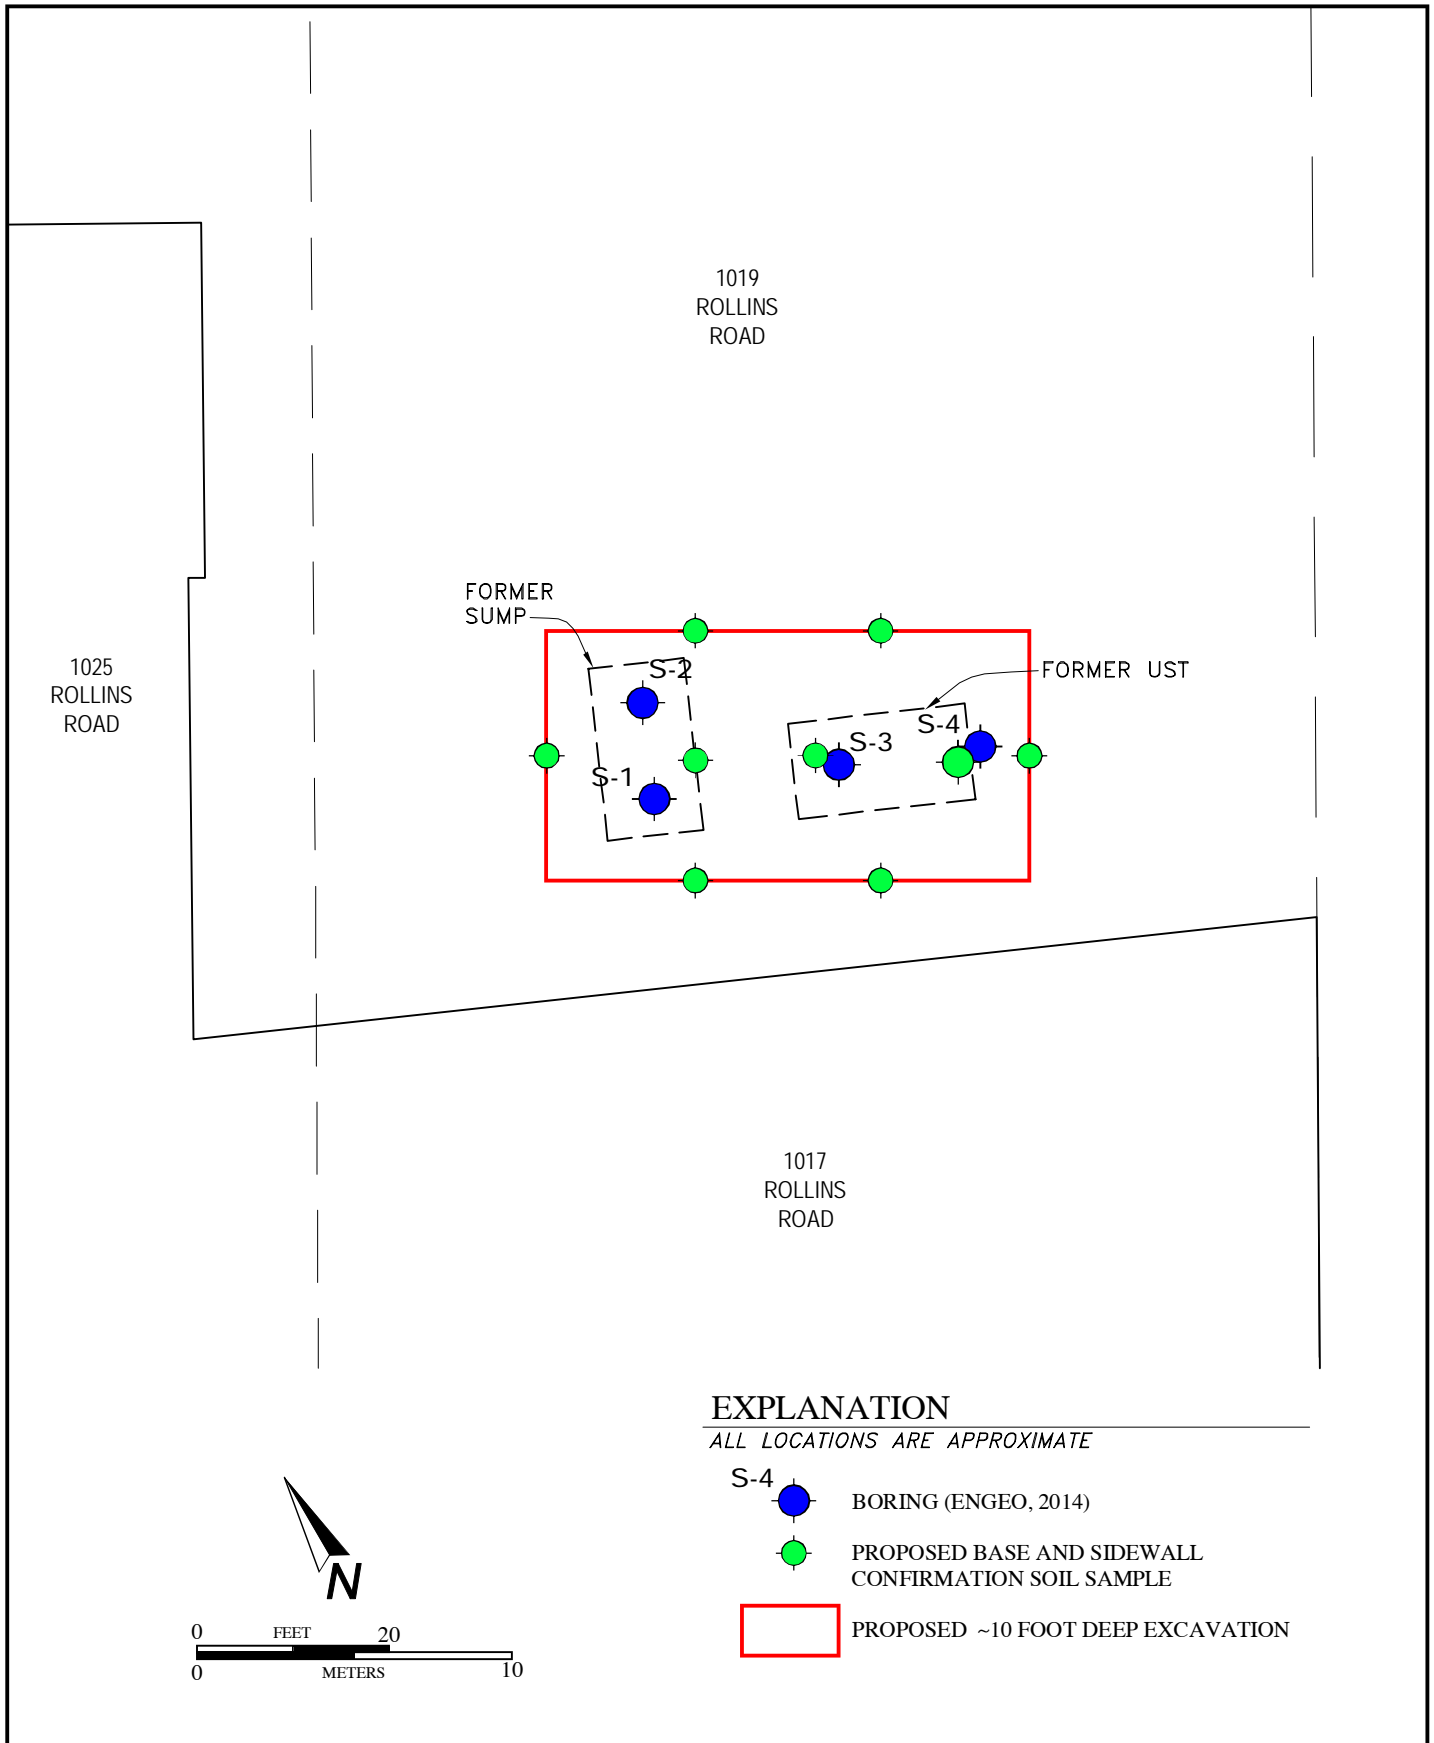 1019
ROLLINS
ROAD
FORMER
SUMP
S-2
FORMER UST
1025
ROLLINS
ROAD
S-4
S-3
S-1
1017
ROLLINS
ROAD
EXPLANATION
ALL LOCATIONS ARE APPROXIMATE
S-4
BORING (ENGEO, 2014)
PROPOSED BASE AND SIDEWALL
CONFIRMATION SOIL SAMPLE
PROPOSED ~10 FOOT DEEP EXCAVATION
N
0 FEET 20
0 METERS 10